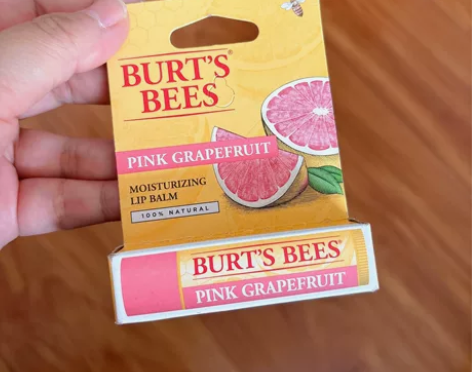 BURT'S
BEES
PINK GRAPEFRUIT
MOISTURIZING
LIP BALM
100% NATURAL
BURT'S BEES
PINK GRAPEFRUIT